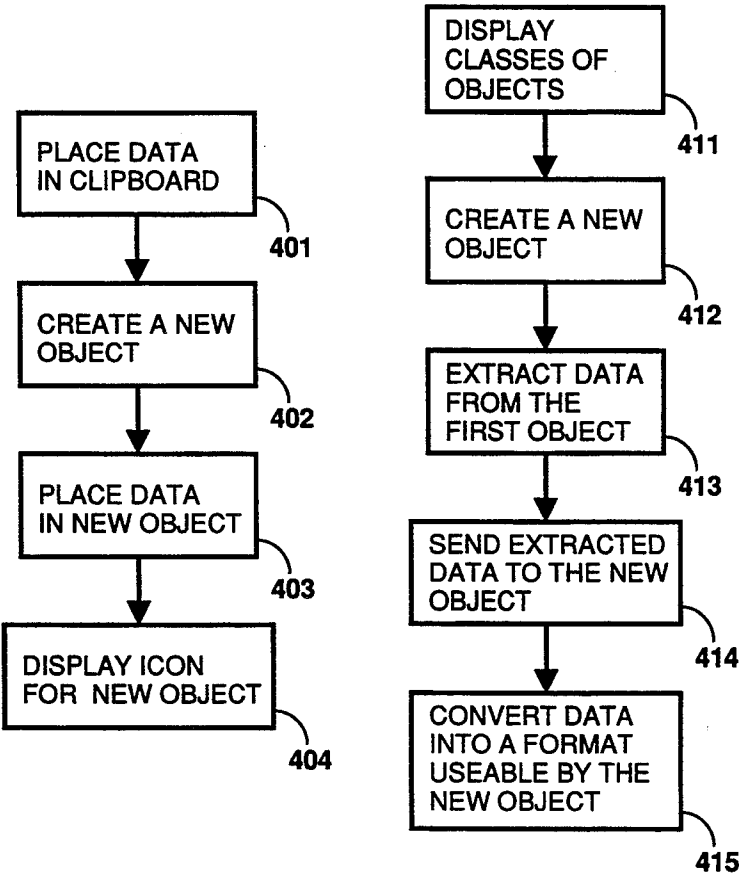 PLACE DATA
IN CLIPBOARD
401
CREATE A NEW
OBJECT
402
PLACE DATA
IN NEW OBJECT
403
DISPLAY ICON
FOR NEW OBJECT
404
DISPLAY
CLASSES OF
OBJECTS
411
CREATE A NEW
OBJECT
412
EXTRACT DATA
FROM THE
FIRST OBJECT
413
SEND EXTRACTED
DATA TO THE NEW
OBJECT
414
CONVERT DATA
INTO A FORMAT
USEABLE BY THE
NEW OBJECT
415